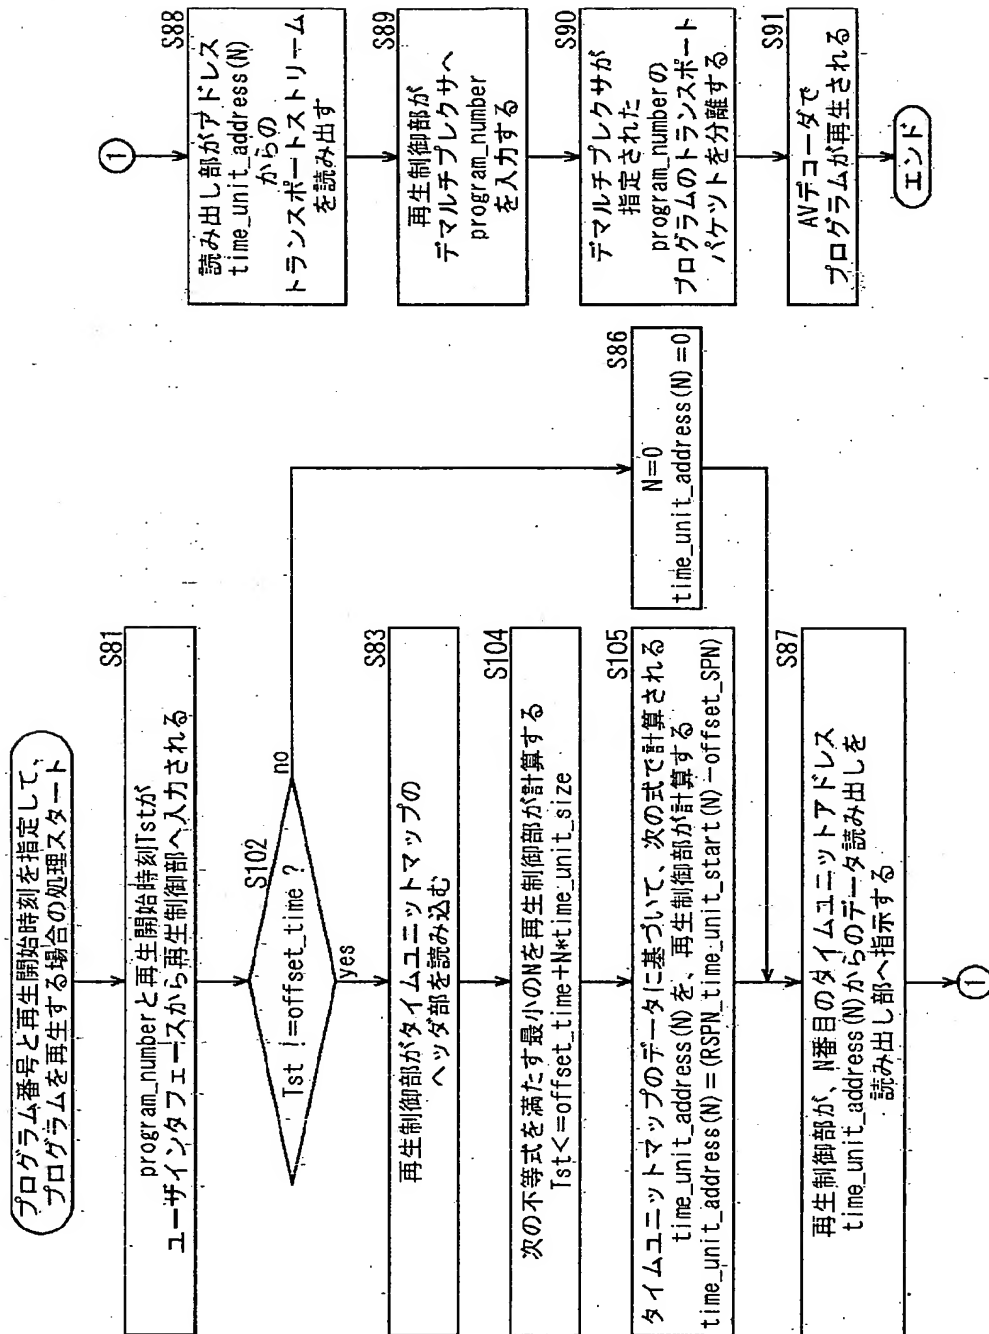 プログラム番号と再生開始時刻を指定して、
プログラムを再生する場合の処理スタート
S81
program_numberと再生開始時刻Tstが
ユーザインタフェースから再生制御部へ入力される
S102
Tst !=offset_time ?
no
yes
S83
再生制御部がタイムユニットマップの
ヘッダ部を読み込む
S104
次の不等式を満たす最小のNを再生制御部が計算する
Tst<=offset_time+N*time_unit_size
S105
タイムユニットマップのデータに基づいて、次の式で計算される
time_unit_address(N)を、再生制御部が計算する
time_unit_address(N)=(RSPN_time_unit_start(N)-offset_SPN)
S86
N=0
time_unit_address(N)=0
S87
再生制御部が、N番目のタイムユニットアドレス
time_unit_address(N)からのデータ読み出しを
読み出し部へ指示する
1
1
S88
読み出し部がアドレス
time_unit_address(N)
からの
トランスポートストリーム
を読み出す
S89
再生制御部が
デマルチプレクサへ
program_number
を入力する
S90
デマルチプレクサが
指定された
program_numberの
プログラムのトランスポート
パケットを分離する
S91
AVデコーダで
プログラムが再生される
エンド